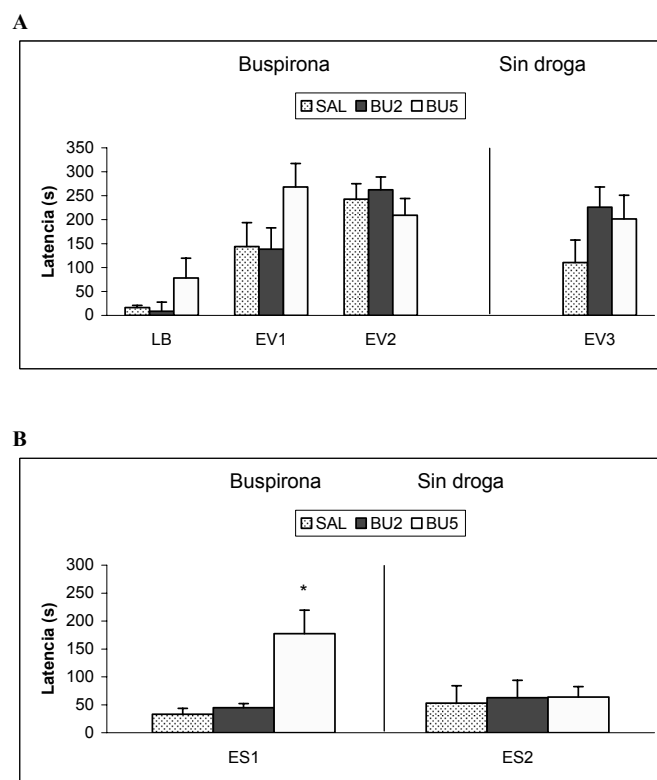 A
Buspirona Sin droga
SAL BU2 BU5
Latencia (s)
350
300
250
200
150
100
50
0
LB EV1 EV2 EV3
B
Buspirona Sin droga
SAL BU2 BU5
Latencia (s)
300
250
200
150
100
50
0
*
ES1 ES2